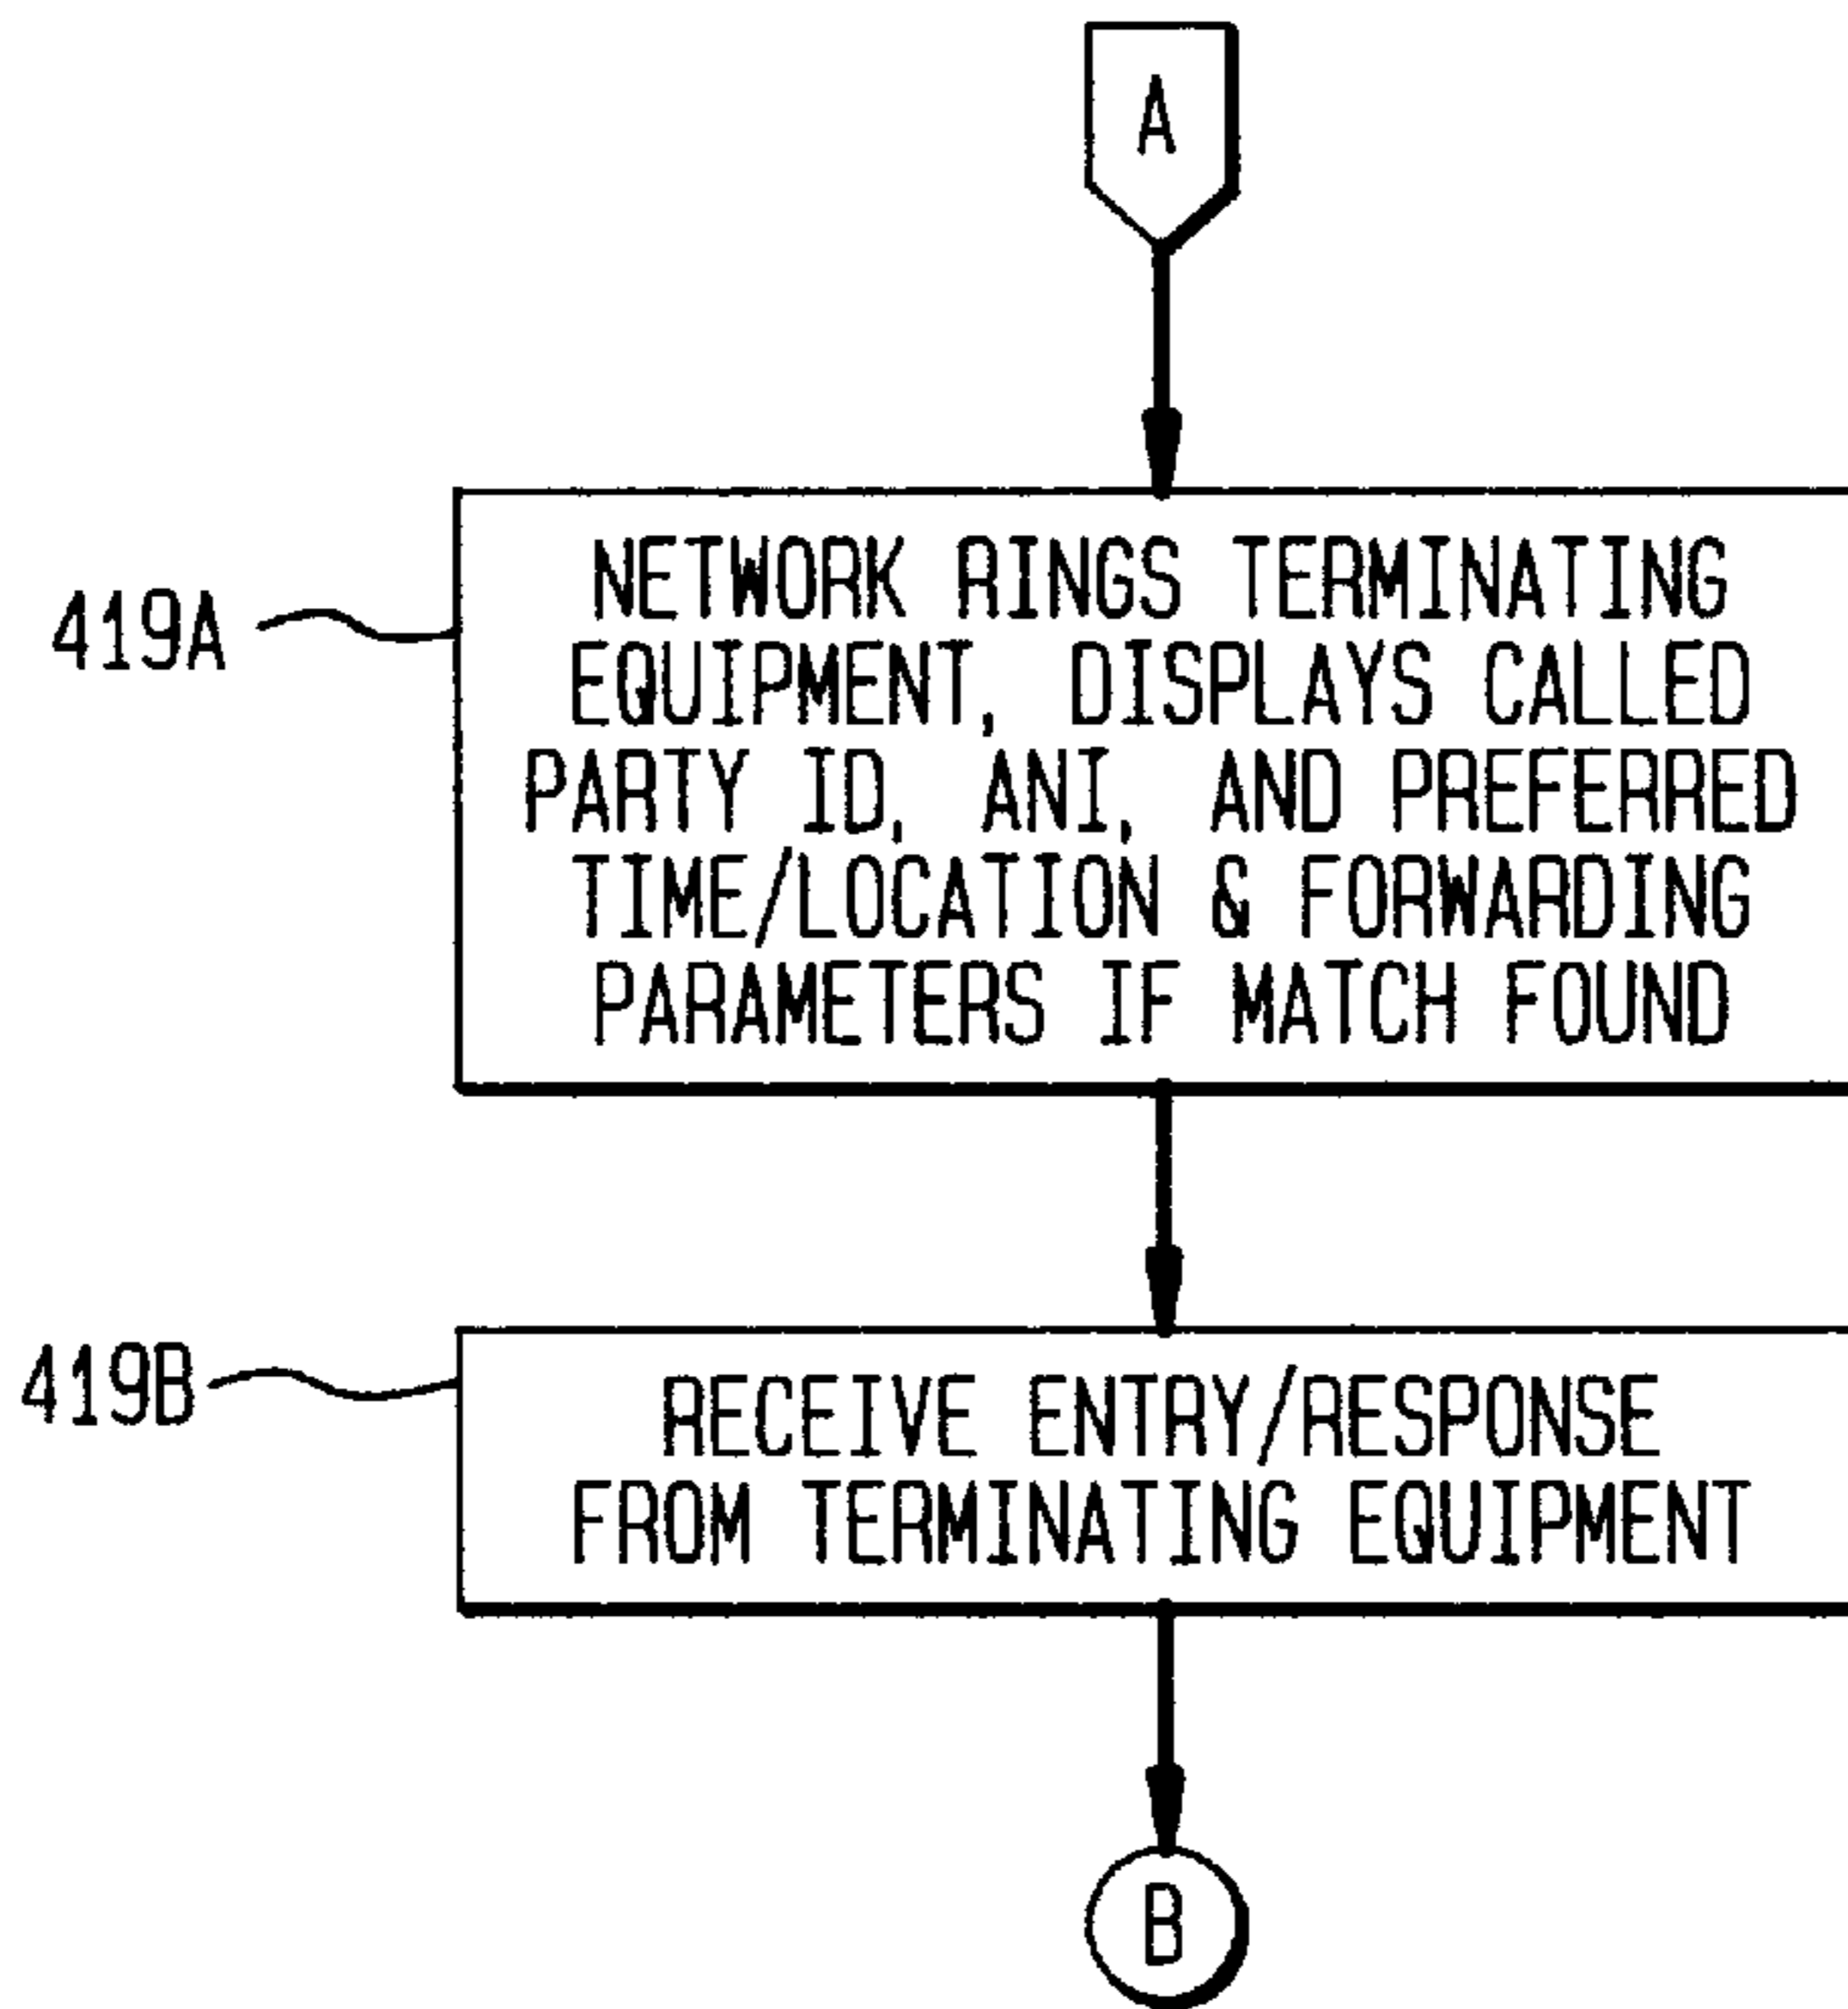 A
419A
NETWORK RINGS TERMINATING
EQUIPMENT, DISPLAYS CALLED
PARTY ID, ANI, AND PREFERRED
TIME/LOCATION & FORWARDING
PARAMETERS IF MATCH FOUND
419B
RECEIVE ENTRY/RESPONSE
FROM TERMINATING EQUIPMENT
B